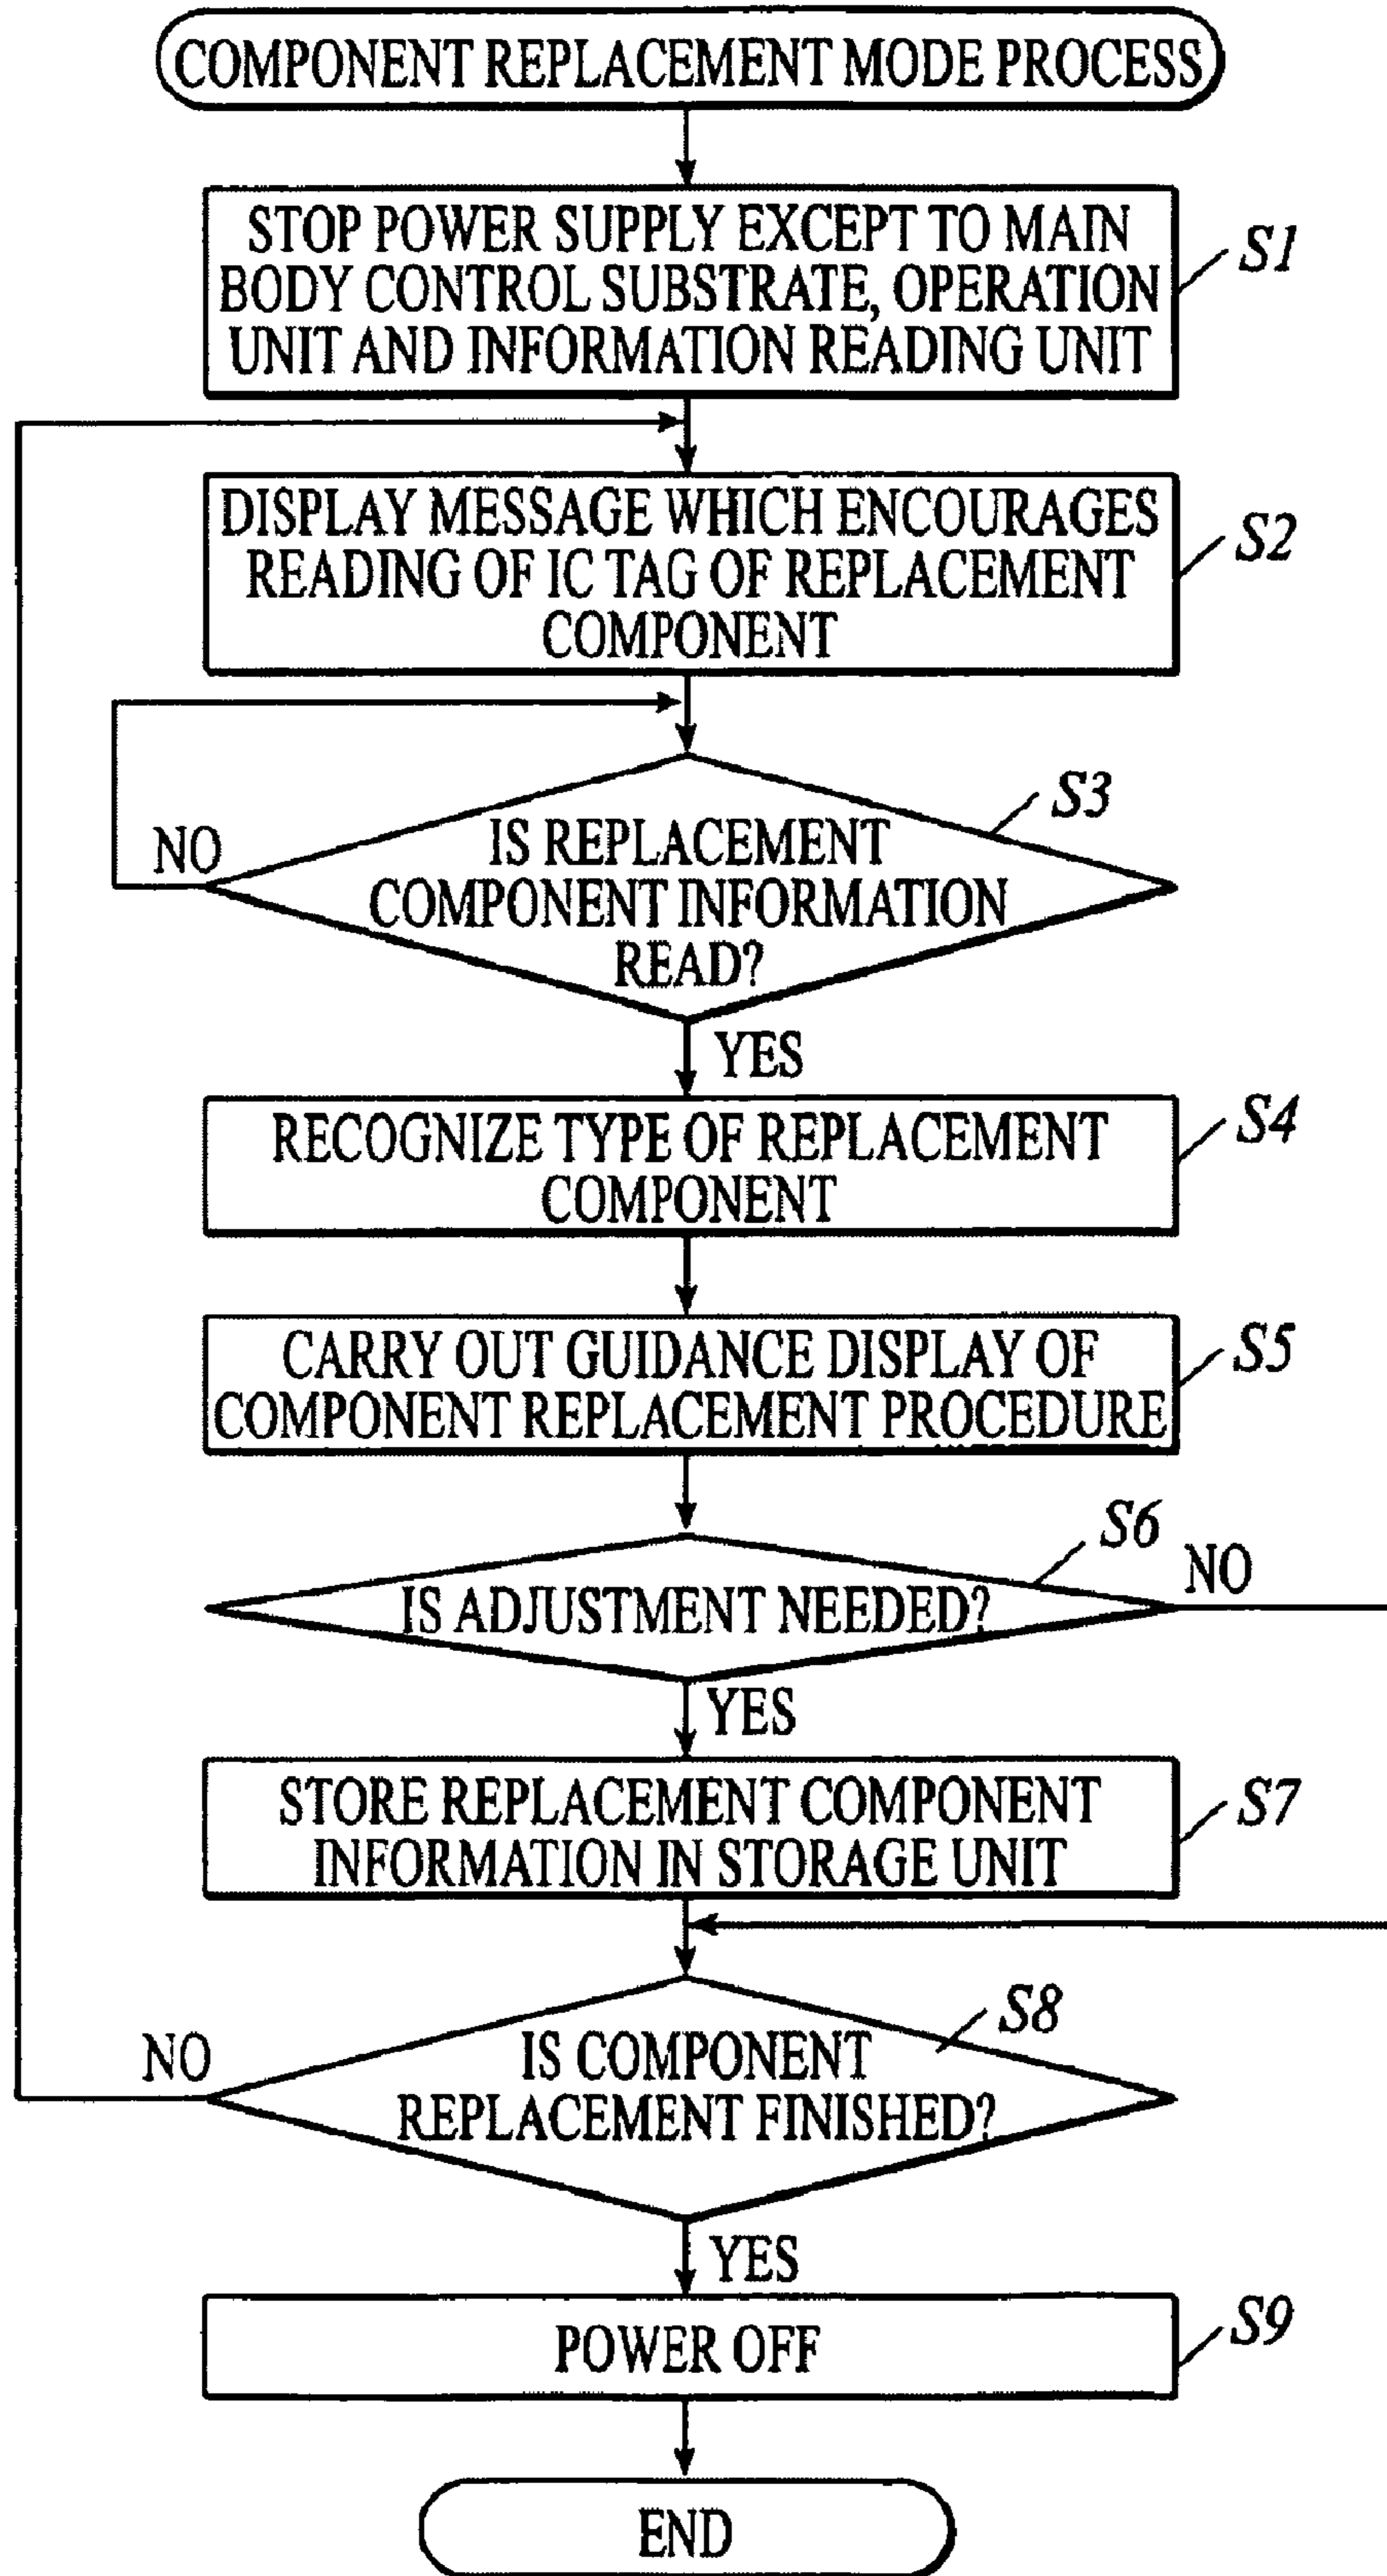 COMPONENT REPLACEMENT MODE PROCESS
STOP POWER SUPPLY EXCEPT TO MAIN
BODY CONTROL SUBSTRATE, OPERATION
UNIT AND INFORMATION READING UNIT
S1
DISPLAY MESSAGE WHICH ENCOURAGES
READING OF IC TAG OF REPLACEMENT
COMPONENT
S2
S3
IS REPLACEMENT
COMPONENT INFORMATION
READ?
NO
YES
RECOGNIZE TYPE OF REPLACEMENT
COMPONENT
S4
CARRY OUT GUIDANCE DISPLAY OF
COMPONENT REPLACEMENT PROCEDURE
S5
S6
IS ADJUSTMENT NEEDED?
NO
YES
STORE REPLACEMENT COMPONENT
INFORMATION IN STORAGE UNIT
S7
S8
IS COMPONENT
REPLACEMENT FINISHED?
NO
YES
POWER OFF
S9
END